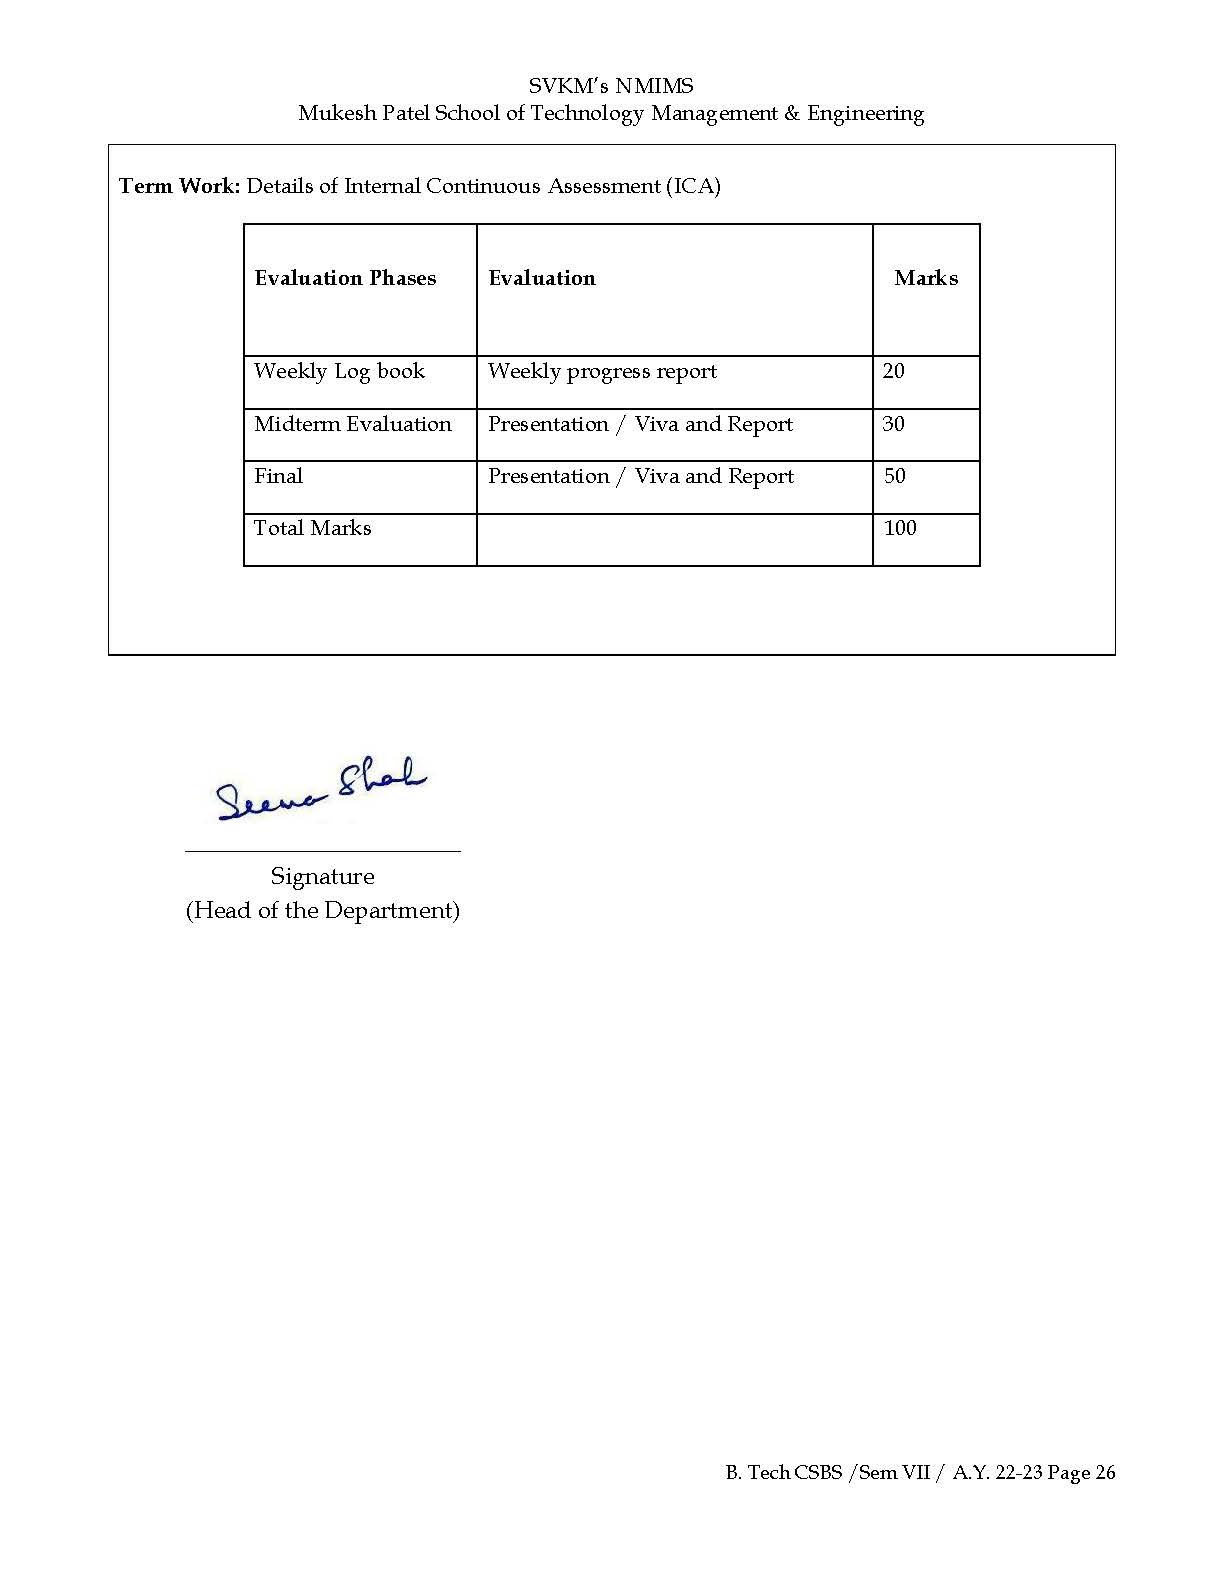 SVKM's NMIMS
Mukesh Patel School of Technology Management & Engineering
Term Work: Details of Internal Continuous Assessment (ICA)
Evaluation Phases Evaluation Marks
Weekly Log book Weekly progress report 20
Midterm Evaluation Presentation / Viva and Report 30
Final Presentation / Viva and Report 50
Total Marks 100
Seema Shah
Signature
(Head of the Department)
B. Tech CSBS /Sem VII / A.Y. 22-23 Page 26